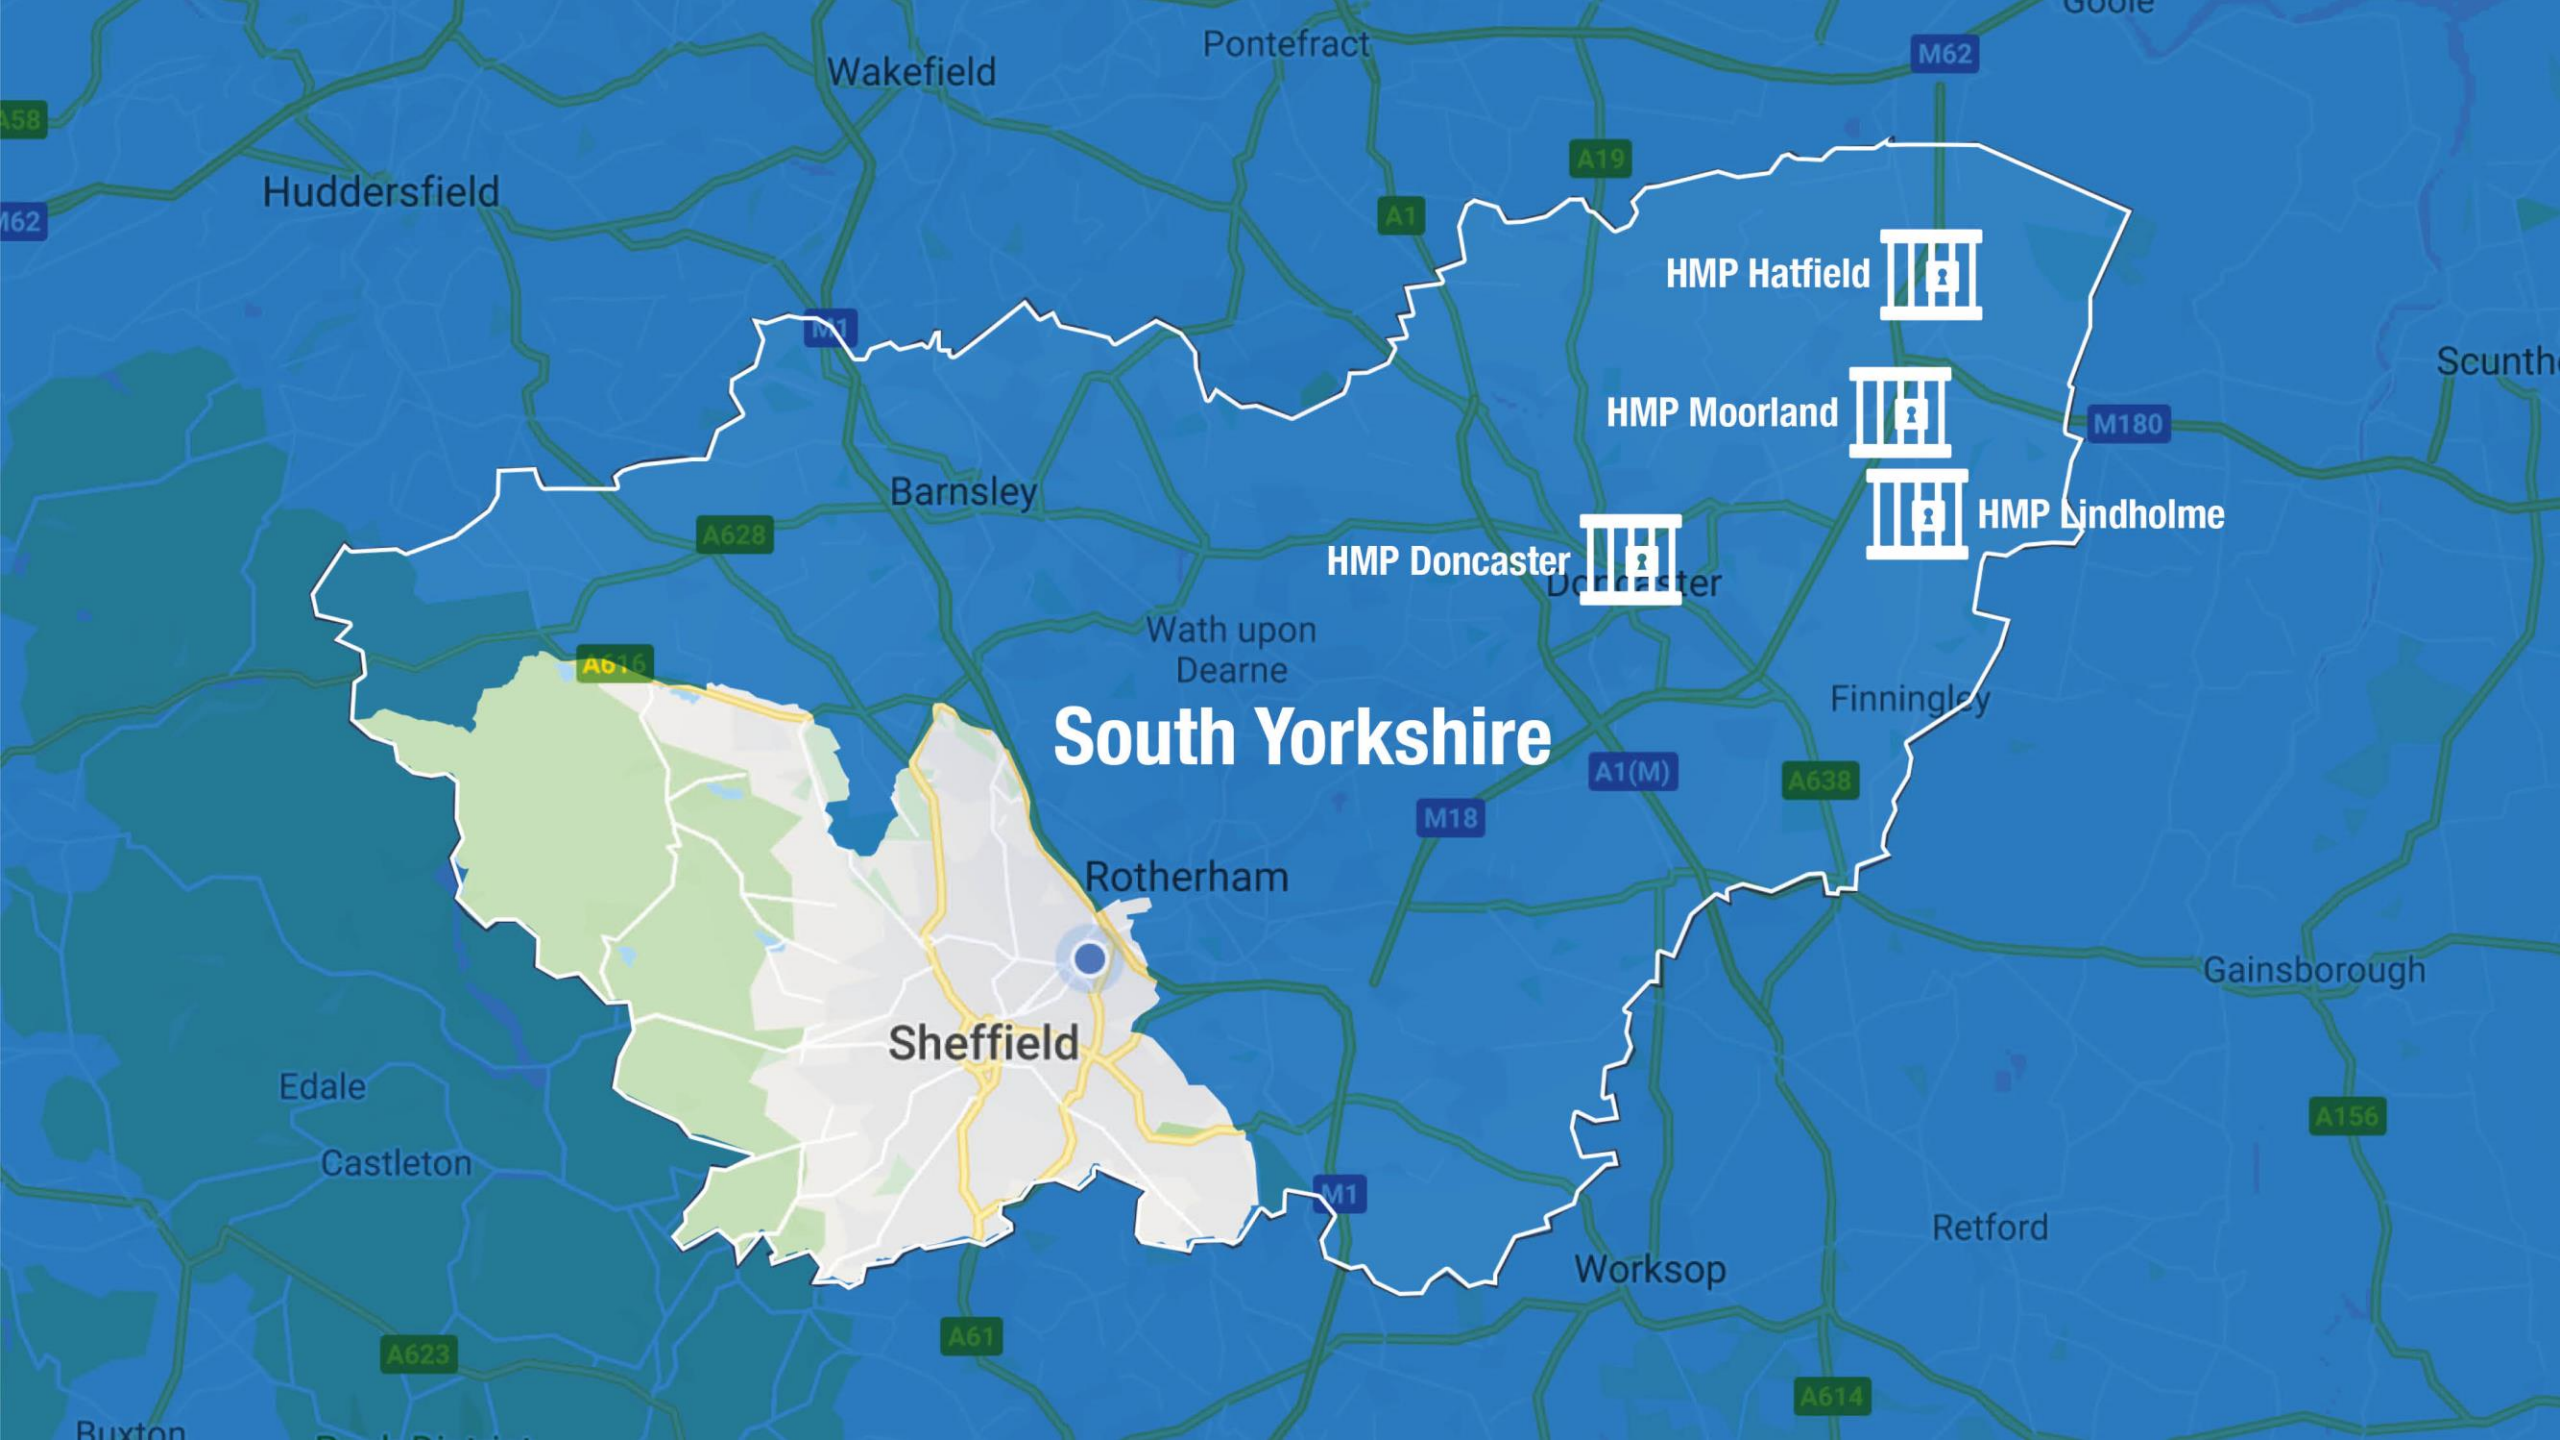 Goole
Pontefract
M62
Wakefield
A58
A19
Huddersfield
M62
A1
HMP Hatfield
M1
Scunth
HMP Moorland
M180
Barnsley
HMP Lindholme
A628
HMP Doncaster
Doncaster
Wath upon
Dearne
A616
Finningley
South Yorkshire
A1(M)
A638
M18
Rotherham
Gainsborough
Sheffield
Edale
A156
Castleton
M1
Retford
Worksop
A61
A623
A614
Buxton